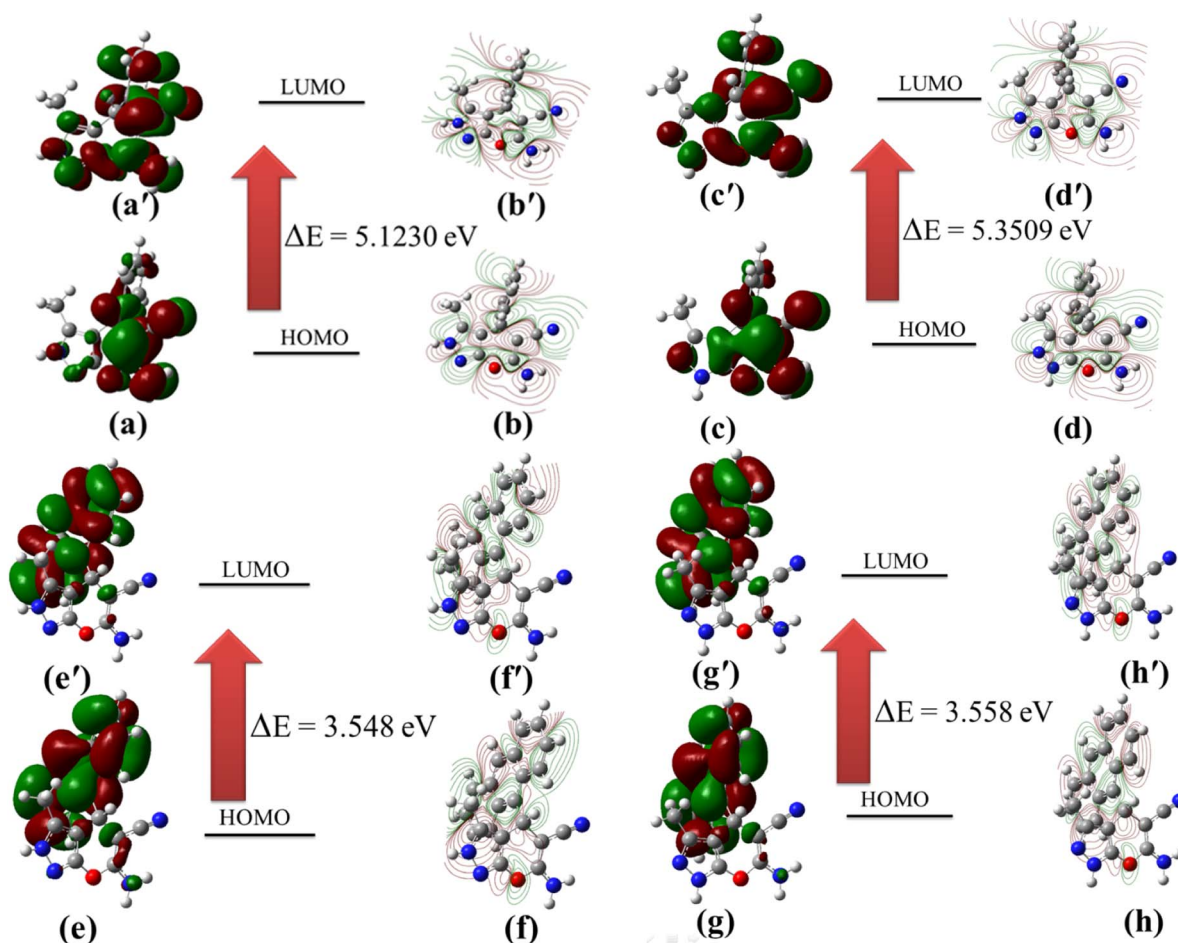 LUMO
LUMO
(a′)
(b′)
(c′)
(d′)
ΔE = 5.1230 eV
ΔE = 5.3509 eV
HOMO
HOMO
(a)
(b)
(c)
(d)
LUMO
LUMO
(e′)
(f′)
(g′)
(h′)
ΔE = 3.548 eV
ΔE = 3.558 eV
HOMO
HOMO
(e)
(f)
(g)
(h)